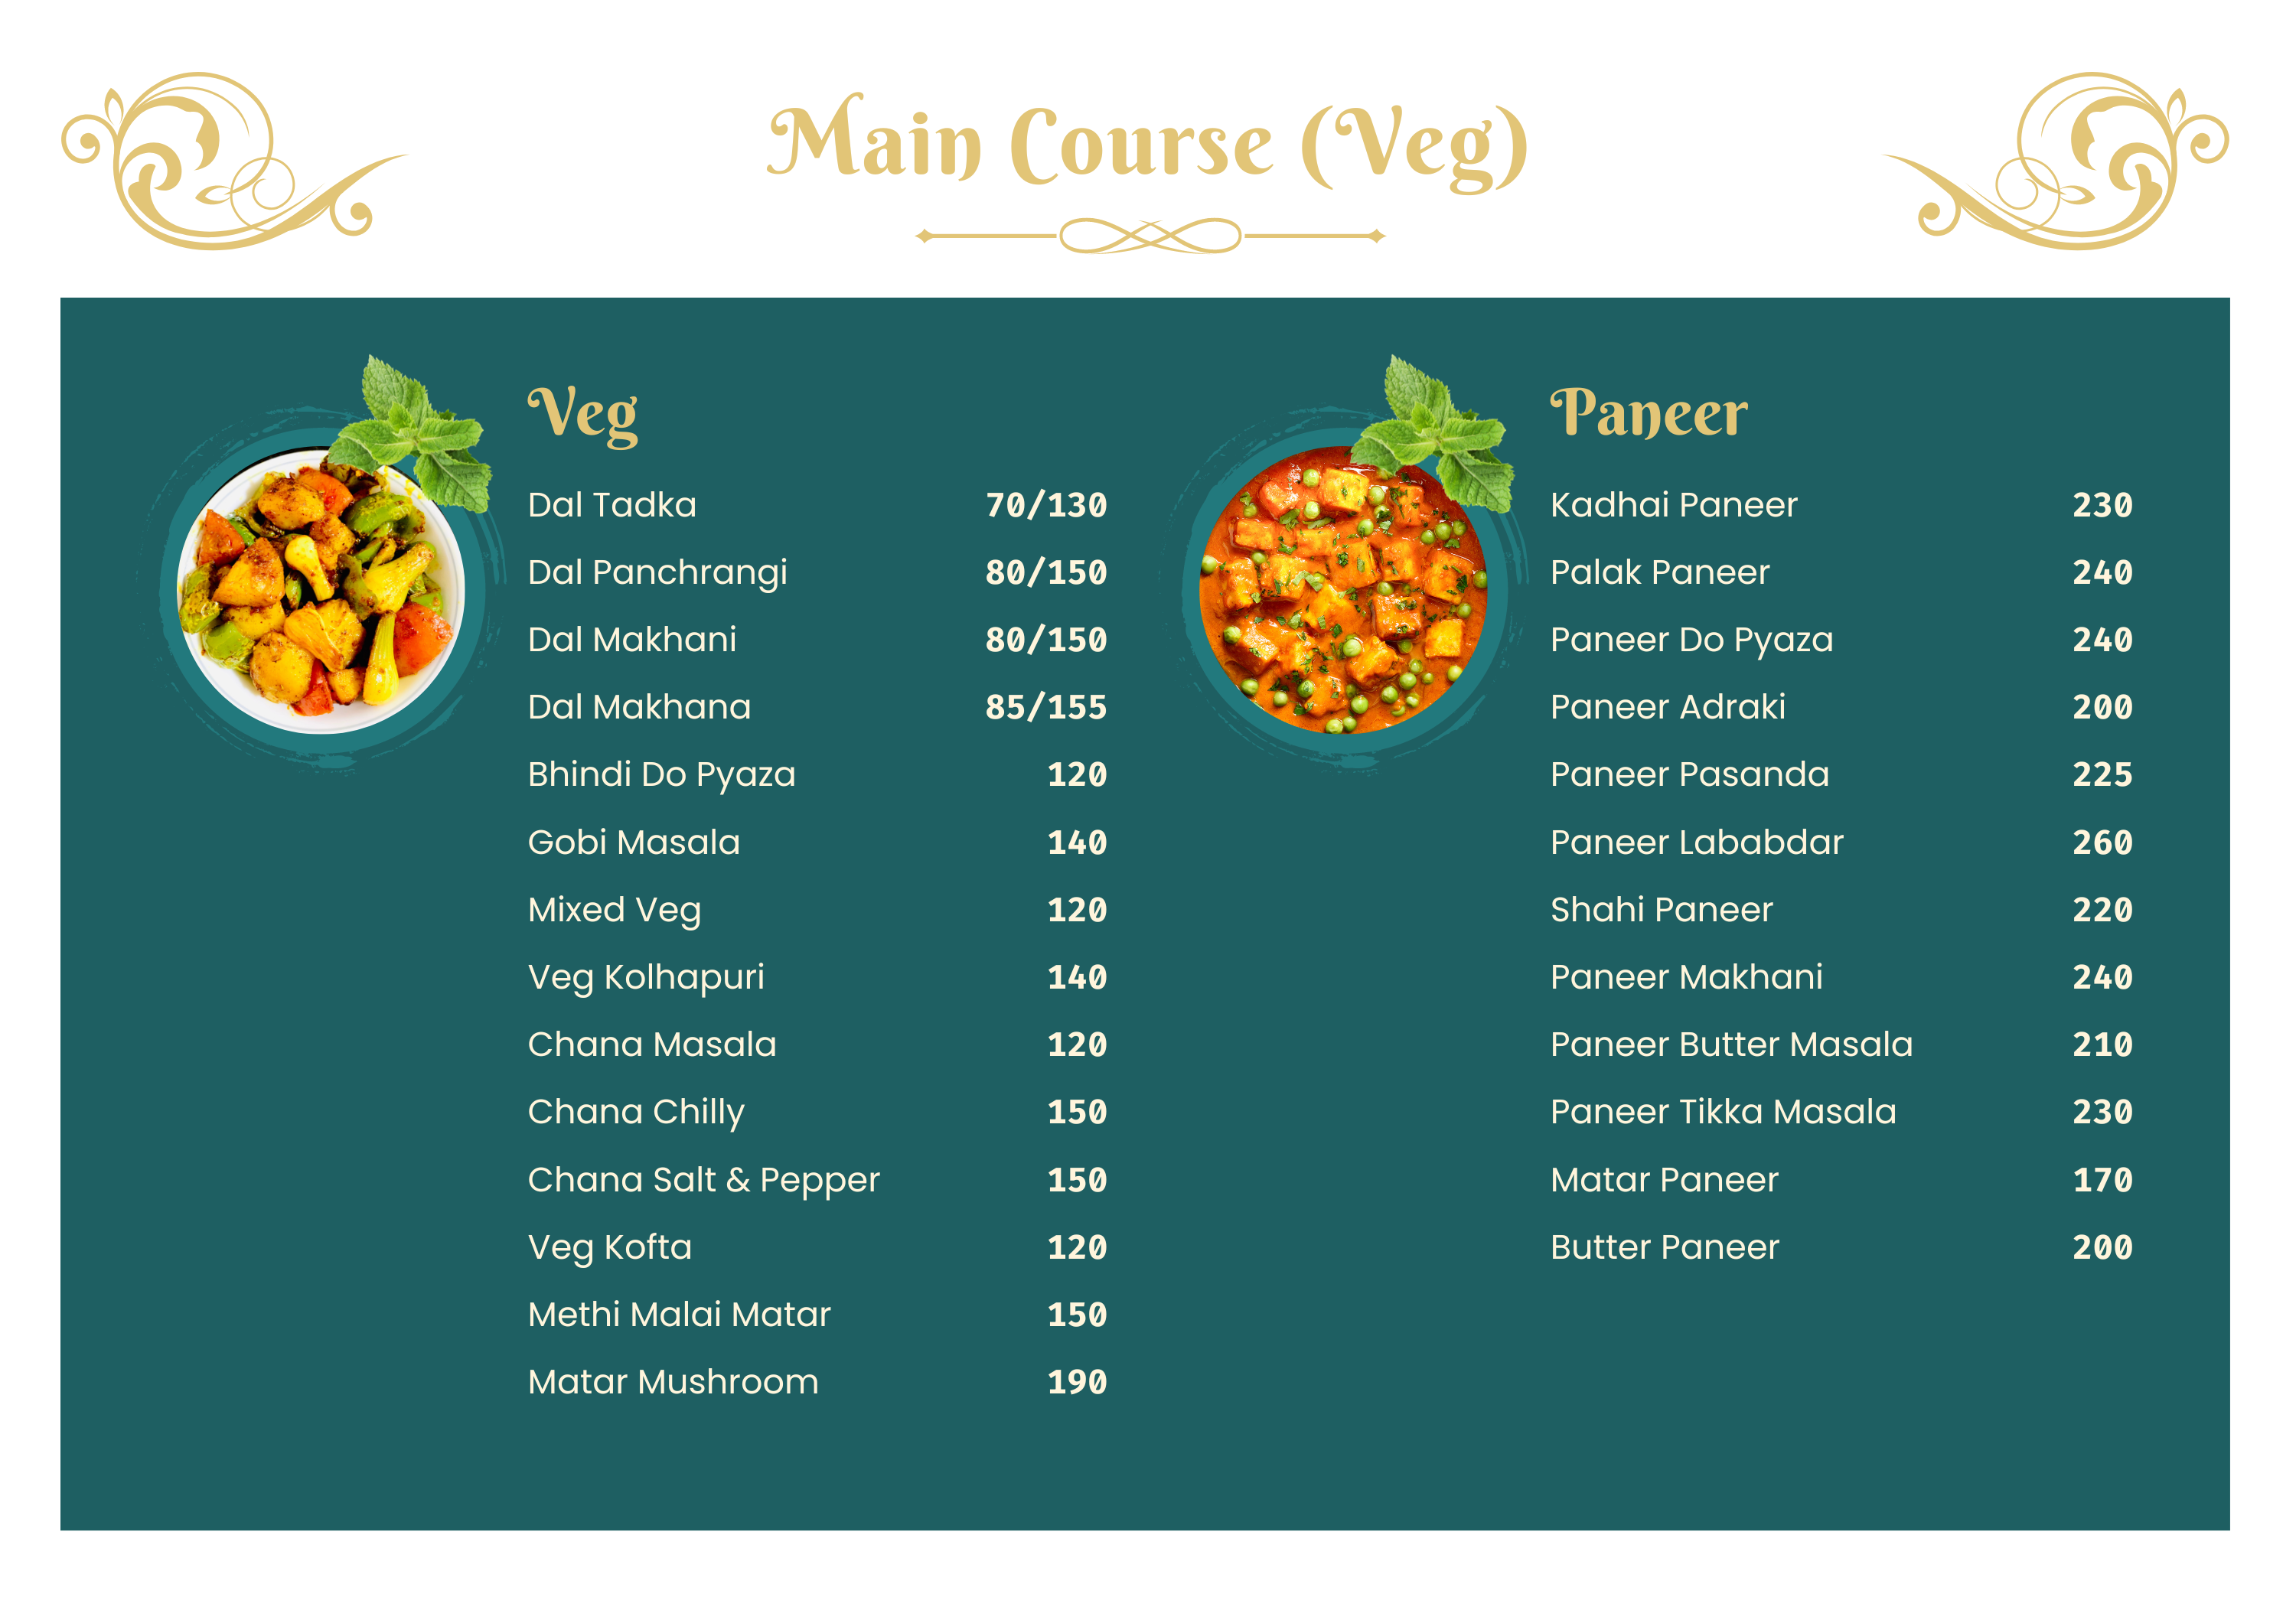 Main Course (Veg)
Veg
Dal Tadka 70/130
Dal Panchrangi 80/150
Dal Makhani 80/150
Dal Makhana 85/155
Bhindi Do Pyaza 120
Gobi Masala 140
Mixed Veg 120
Veg Kolhapuri 140
Chana Masala 120
Chana Chilly 150
Chana Salt & Pepper 150
Veg Kofta 120
Methi Malai Matar 150
Matar Mushroom 190
Paneer
Kadhai Paneer 230
Palak Paneer 240
Paneer Do Pyaza 240
Paneer Adraki 200
Paneer Pasanda 225
Paneer Lababdar 260
Shahi Paneer 220
Paneer Makhani 240
Paneer Butter Masala 210
Paneer Tikka Masala 230
Matar Paneer 170
Butter Paneer 200